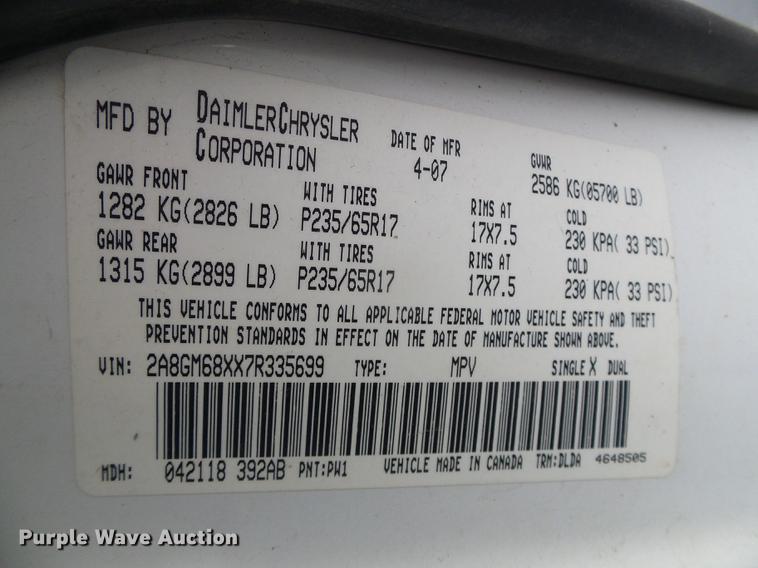 MFD BY DAIMLERCHRYSLER CORPORATION
DATE OF MFR 4-07
GVWR 2586 KG(05700 LB)
GAWR FRONT WITH TIRES RIMS AT COLD
1282 KG(2826 LB) P235/65R17 17X7.5 230 KPA( 33 PSI)
GAWR REAR WITH TIRES RIMS AT COLD
1315 KG(2899 LB) P235/65R17 17X7.5 230 KPA( 33 PSI)
THIS VEHICLE CONFORMS TO ALL APPLICABLE FEDERAL MOTOR VEHICLE SAFETY AND THEFT
PREVENTION STANDARDS IN EFFECT ON THE DATE OF MANUFACTURE SHOWN ABOVE.
VIN: 2A8GM68XX7R335699 TYPE: MPV SINGLE X DUAL
MDH: 042118 392AB PNT:PW1 VEHICLE MADE IN CANADA TRM:DLDA 4648505
Purple Wave Auction